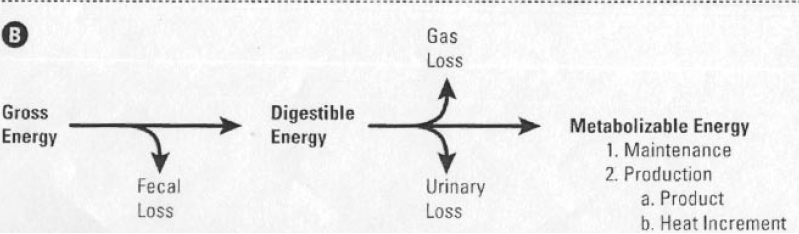 B
Gas
Loss
Gross
Energy
Digestible
Energy
Metabolizable Energy
1. Maintenance
2. Production
a. Product
b. Heat Increment
Fecal
Loss
Urinary
Loss